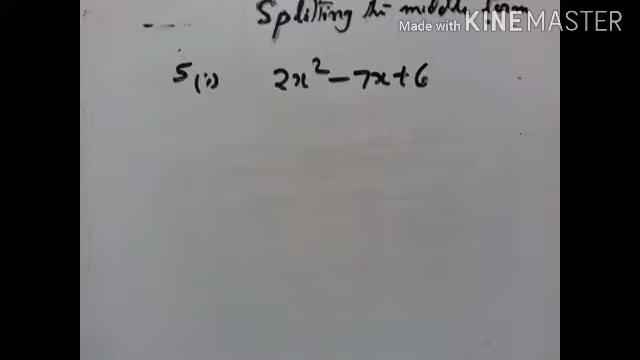 Splitting the middle term
Made with KINEMASTER
5 (i) 2x² - 7x + 6